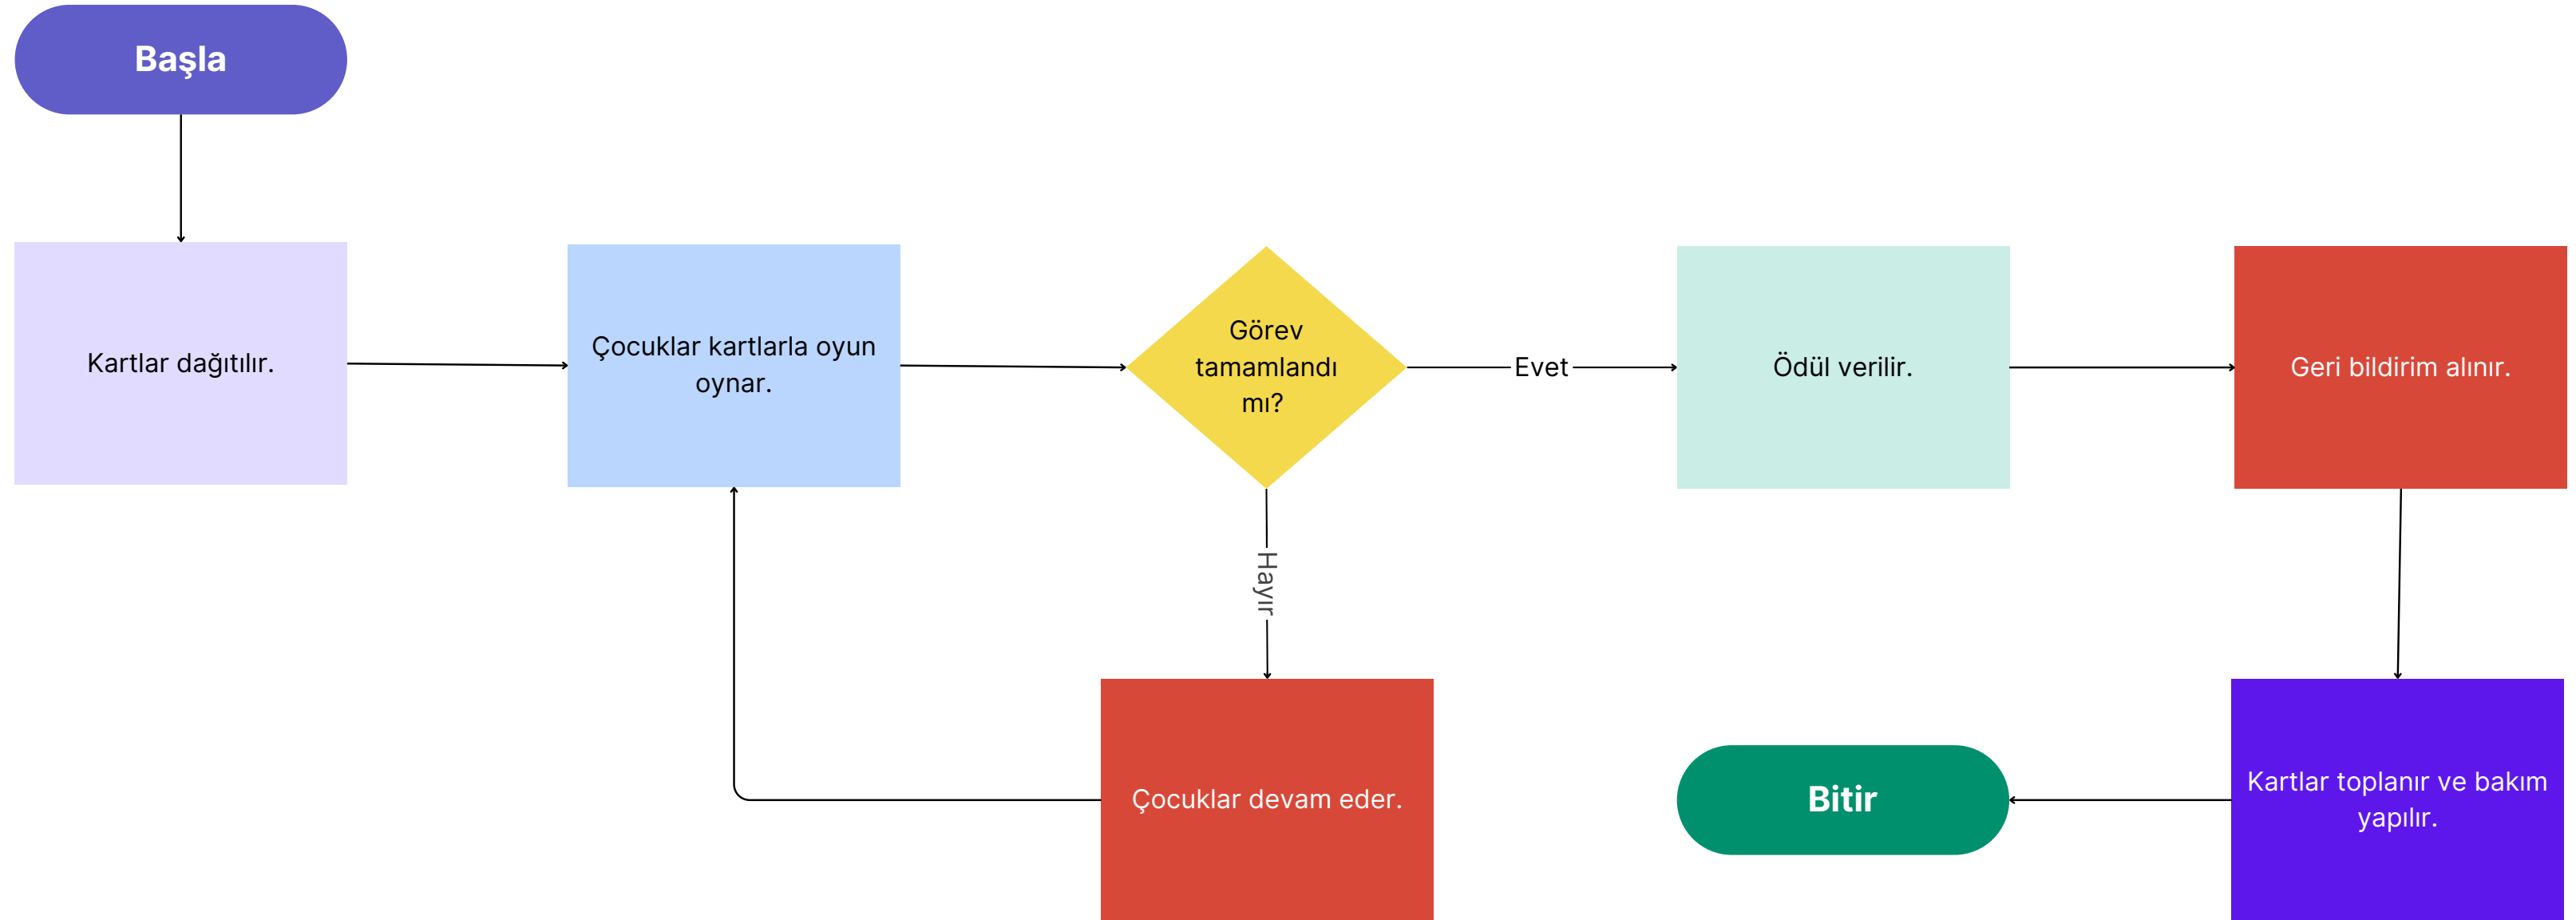 Başla
Kartlar dağıtılır.
Çocuklar kartlarla oyun
oynar.
Görev
tamamlandı
mı?
Evet
Ödül verilir.
Geri bildirim alınır.
Hayır
Çocuklar devam eder.
Bitir
Kartlar toplanır ve bakım
yapılır.